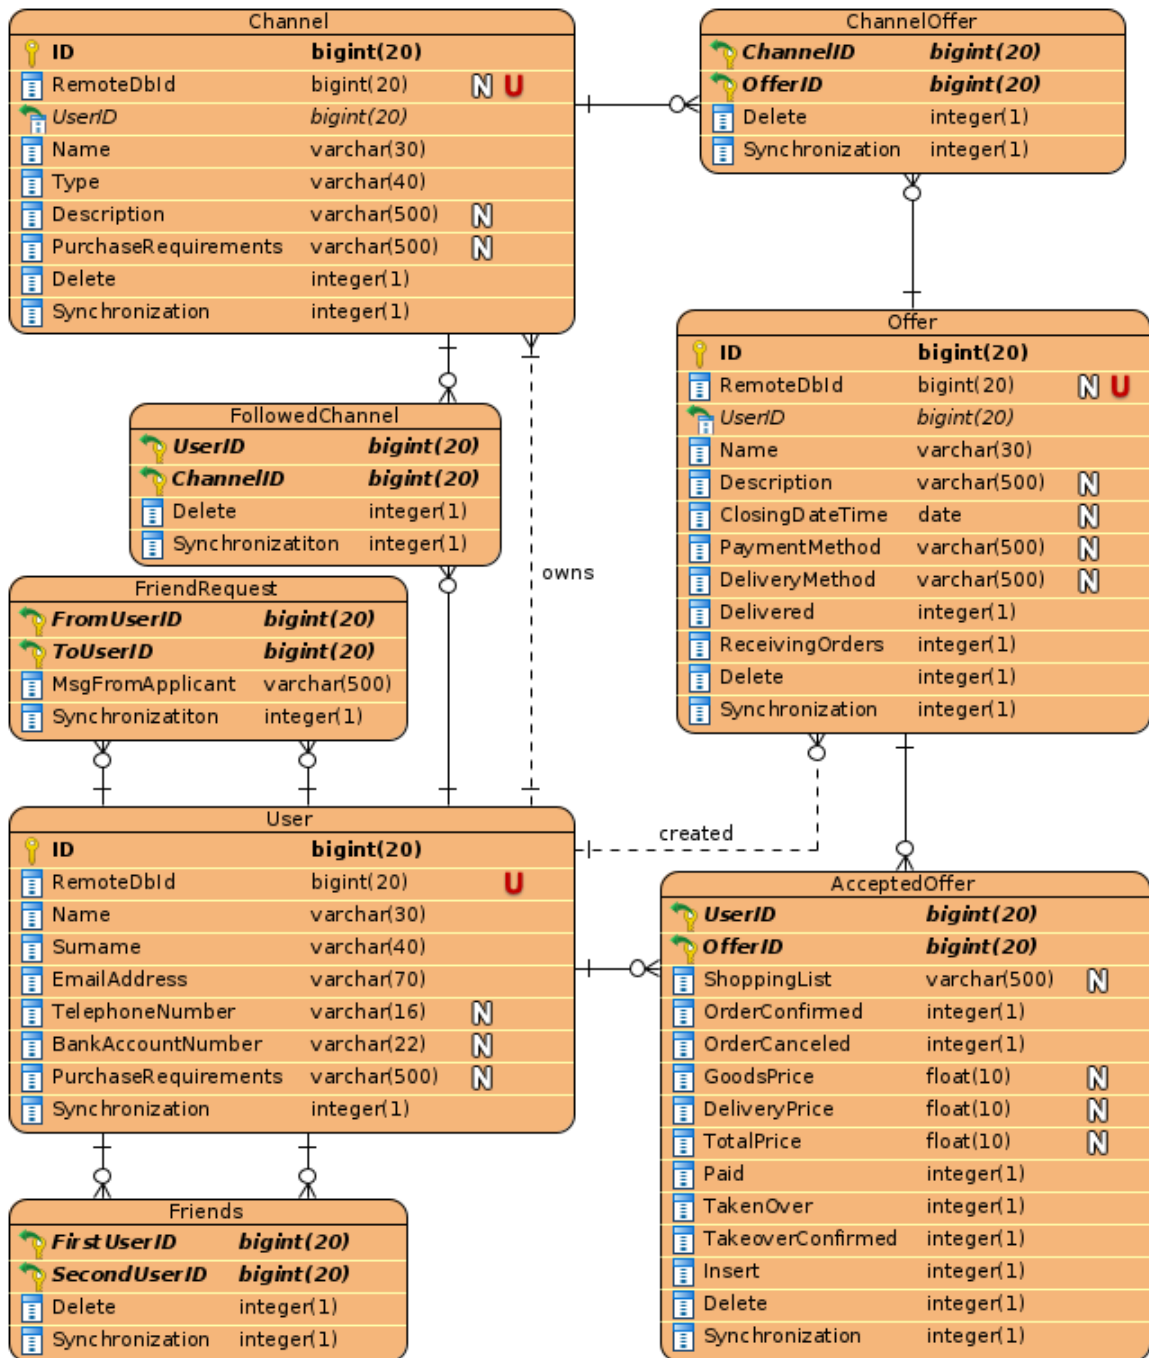 Channel
ID bigint(20)
RemoteDbId bigint(20) N U
UserID bigint(20)
Name varchar(30)
Type varchar(40)
Description varchar(500) N
PurchaseRequirements varchar(500) N
Delete integer(1)
Synchronization integer(1)
ChannelOffer
ChannelID bigint(20)
OfferID bigint(20)
Delete integer(1)
Synchronization integer(1)
Offer
ID bigint(20)
RemoteDbId bigint(20) N U
UserID bigint(20)
Name varchar(30)
Description varchar(500) N
ClosingDateTime date N
PaymentMethod varchar(500) N
DeliveryMethod varchar(500) N
Delivered integer(1)
ReceivingOrders integer(1)
Delete integer(1)
Synchronization integer(1)
FollowedChannel
UserID bigint(20)
ChannelID bigint(20)
Delete integer(1)
Synchronizatiton integer(1)
owns
FriendRequest
FromUserID bigint(20)
ToUserID bigint(20)
MsgFromApplicant varchar(500)
Synchronizatiton integer(1)
User
ID bigint(20)
RemoteDbId bigint(20) U
Name varchar(30)
Surname varchar(40)
EmailAddress varchar(70)
TelephoneNumber varchar(16) N
BankAccountNumber varchar(22) N
PurchaseRequirements varchar(500) N
Synchronization integer(1)
created
AcceptedOffer
UserID bigint(20)
OfferID bigint(20)
ShoppingList varchar(500) N
OrderConfirmed integer(1)
OrderCanceled integer(1)
GoodsPrice float(10) N
DeliveryPrice float(10) N
TotalPrice float(10) N
Paid integer(1)
TakenOver integer(1)
TakeoverConfirmed integer(1)
Insert integer(1)
Delete integer(1)
Synchronization integer(1)
Friends
FirstUserID bigint(20)
SecondUserID bigint(20)
Delete integer(1)
Synchronization integer(1)